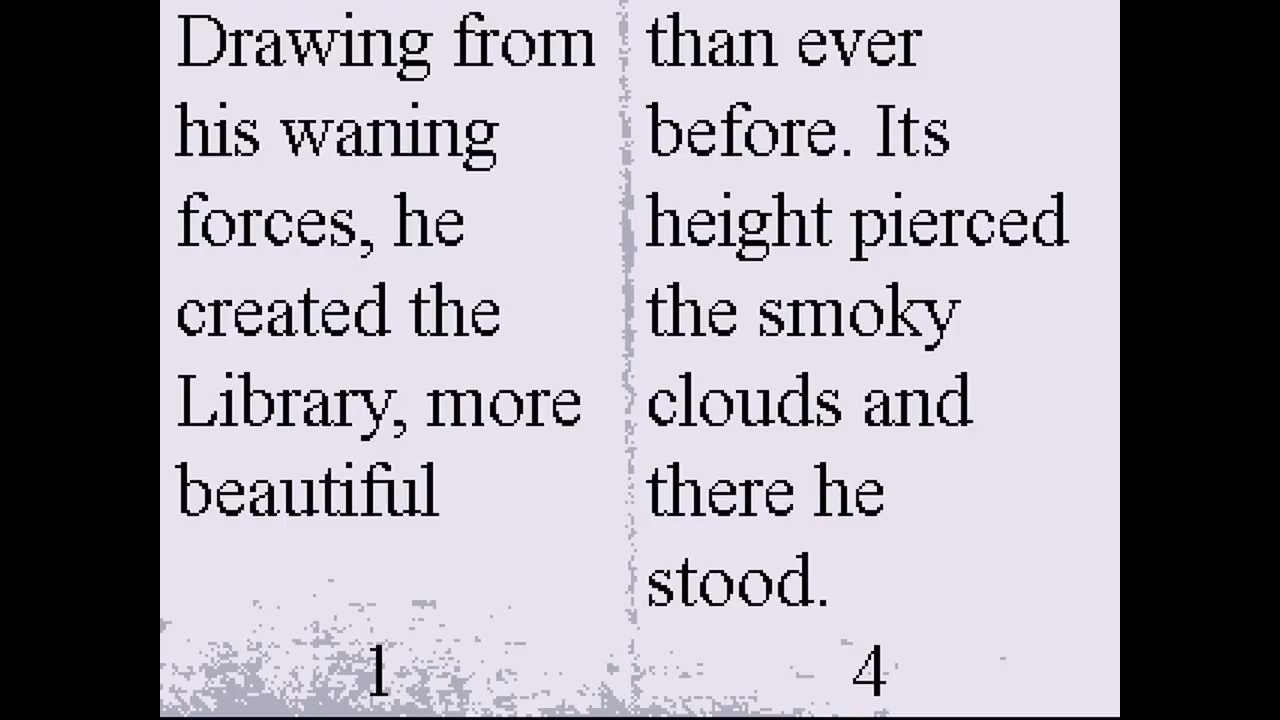 Drawing from
his waning
forces, he
created the
Library, more
beautiful
1
than ever
before. Its
height pierced
the smoky
clouds and
there he
stood.
4